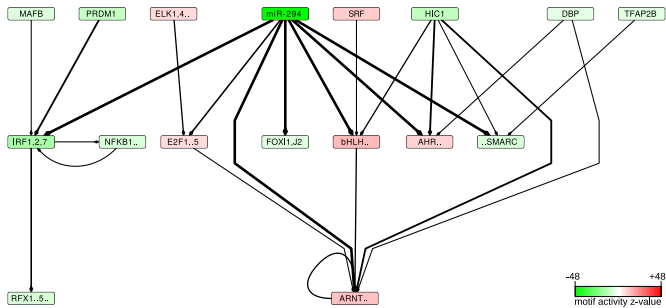 MAFB PRDM1 ELK1,4.. miR-294 SRF HIC1 DBP TFAP2B
IRF1,2,7 NFKB1.. E2F1..5 FOXI1,J2 bHLH.. AHR.. ..SMARC
-48 +48
RFX1..5.. ARNT.. motif activity z-value